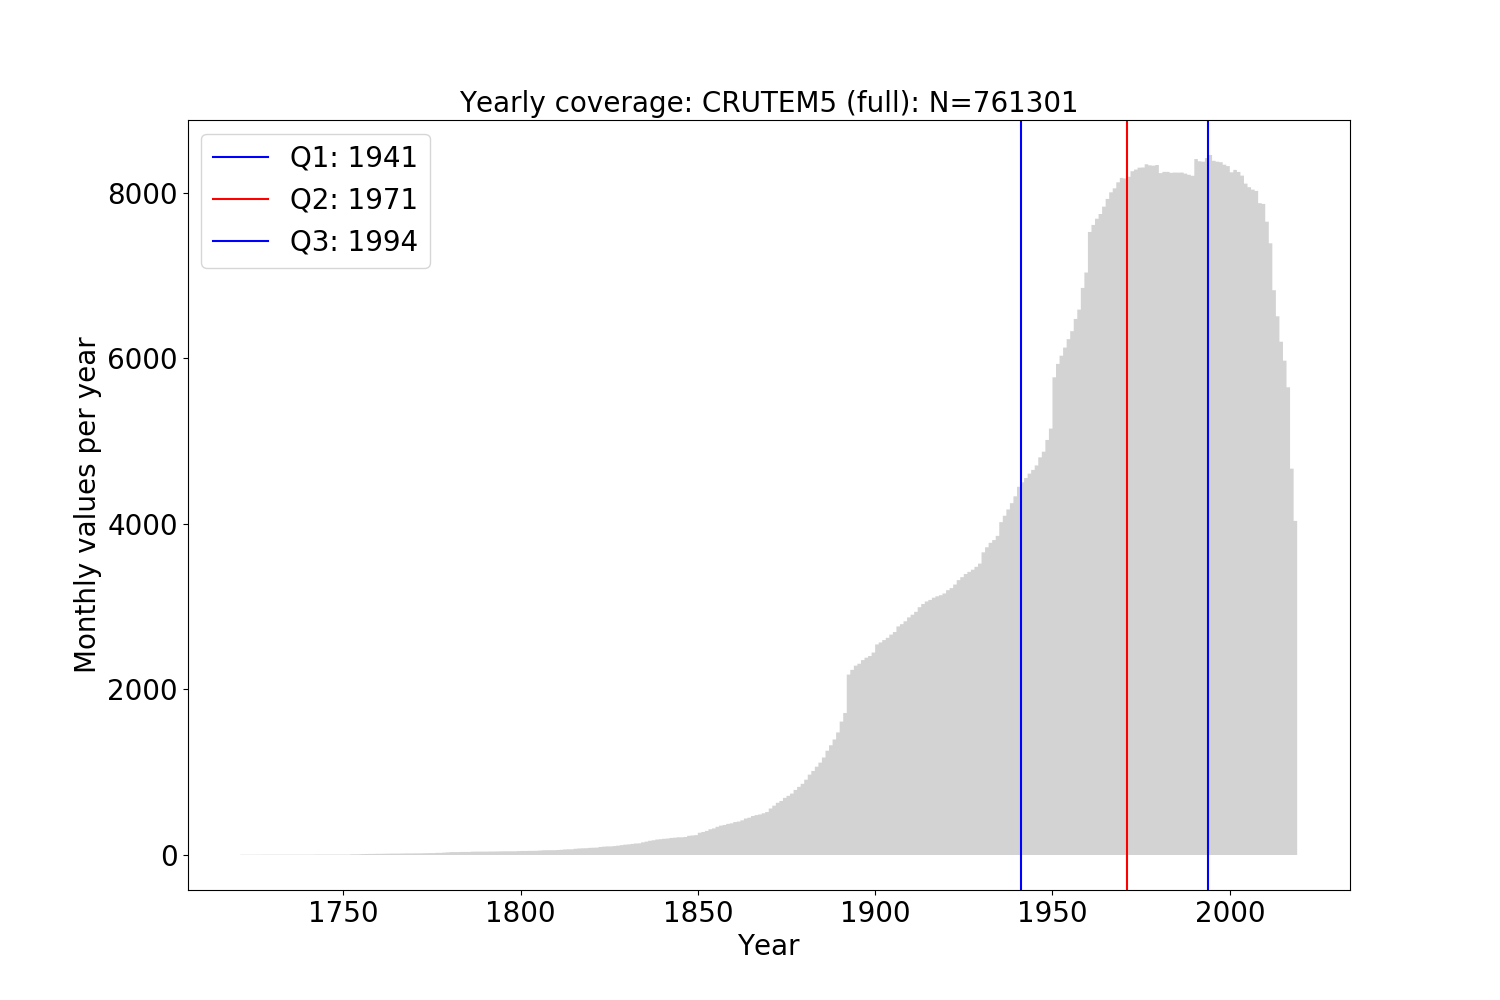 Yearly coverage: CRUTEM5 (full): N=761301
Q1: 1941
Q2: 1971
Q3: 1994
Monthly values per year
8000
6000
4000
2000
0
1750 1800 1850 1900 1950 2000
Year